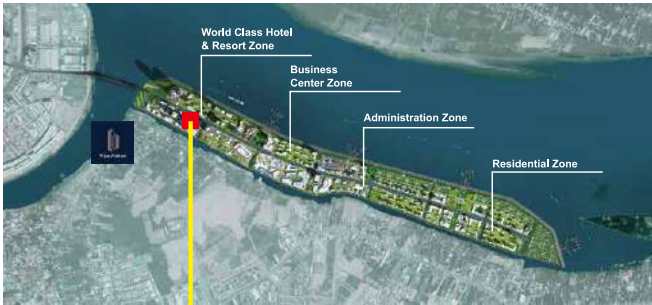 World Class Hotel
& Resort Zone
Business
Center Zone
Administration Zone
Residential Zone